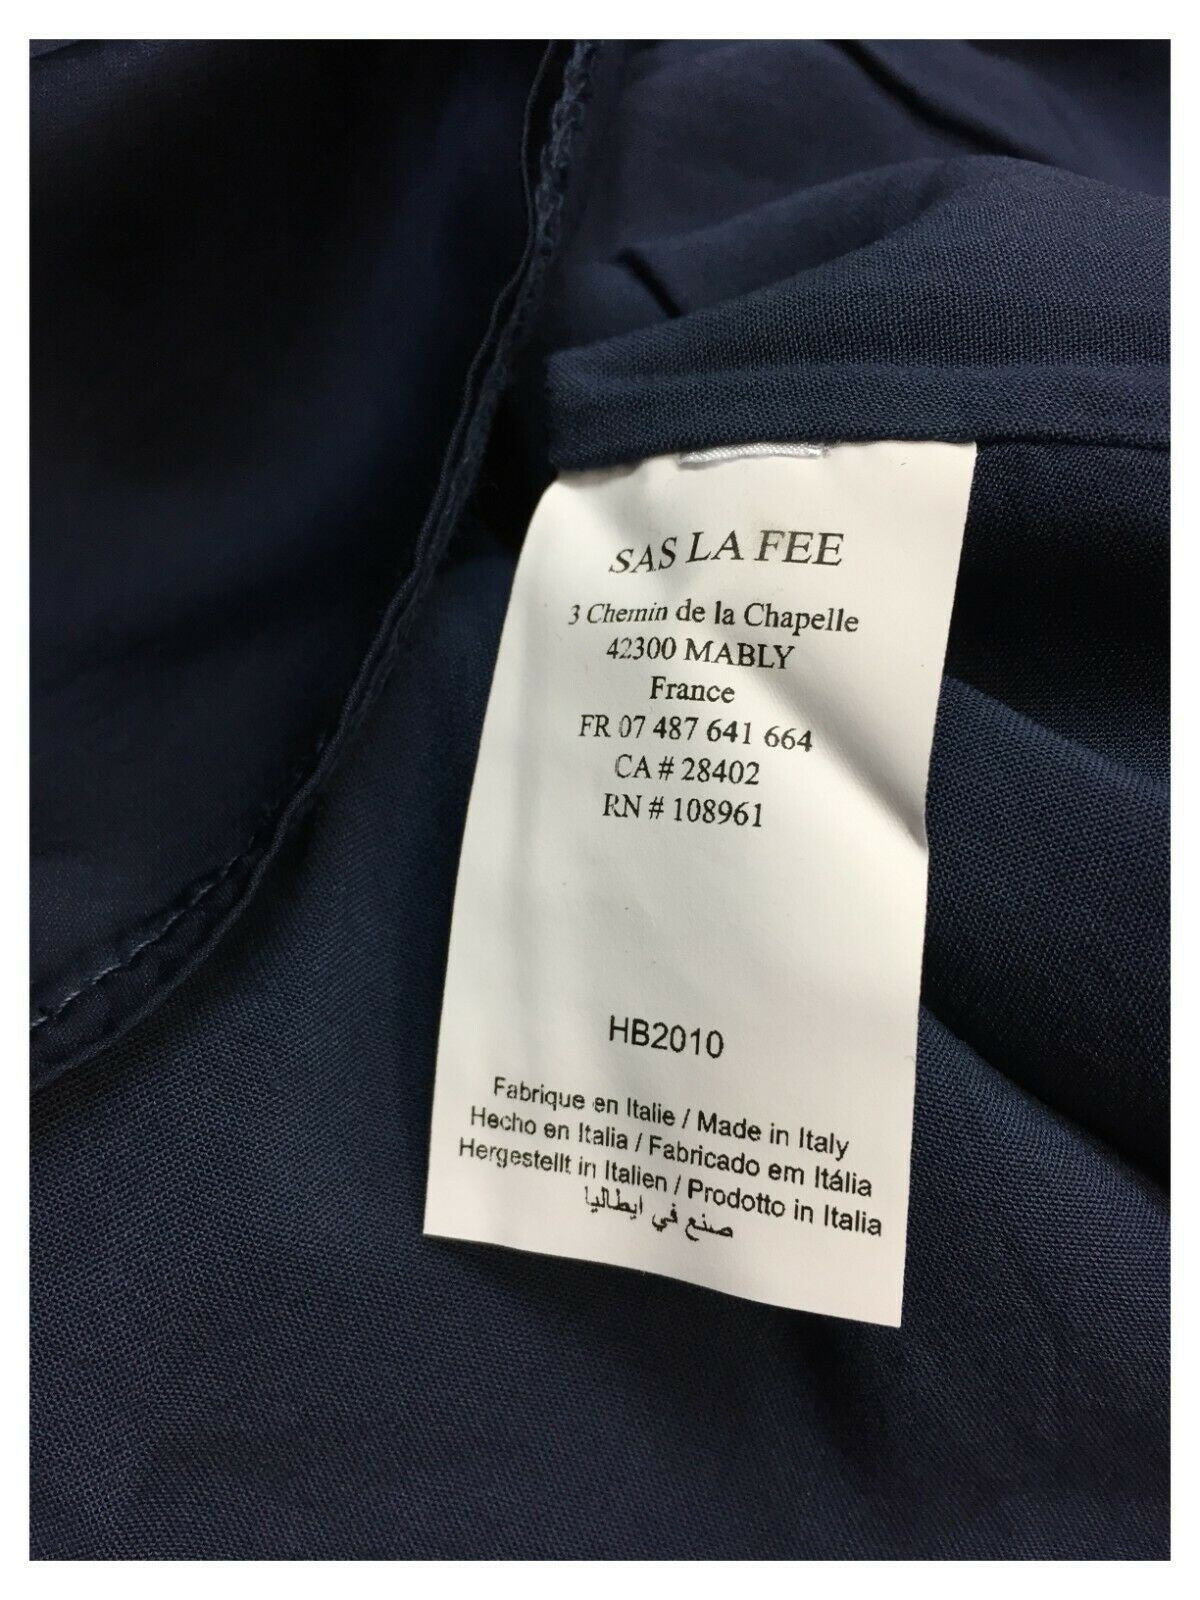 SAS LA FEE
3 Chemin de la Chapelle
42300 MABLY
France
FR 07 487 641 664
CA # 28402
RN # 108961
HB2010
Fabrique en Italie / Made in Italy
Hecho en Italia / Fabricado em Itália
Hergestellt in Italien / Prodotto in Italia
صنع في ايطاليا